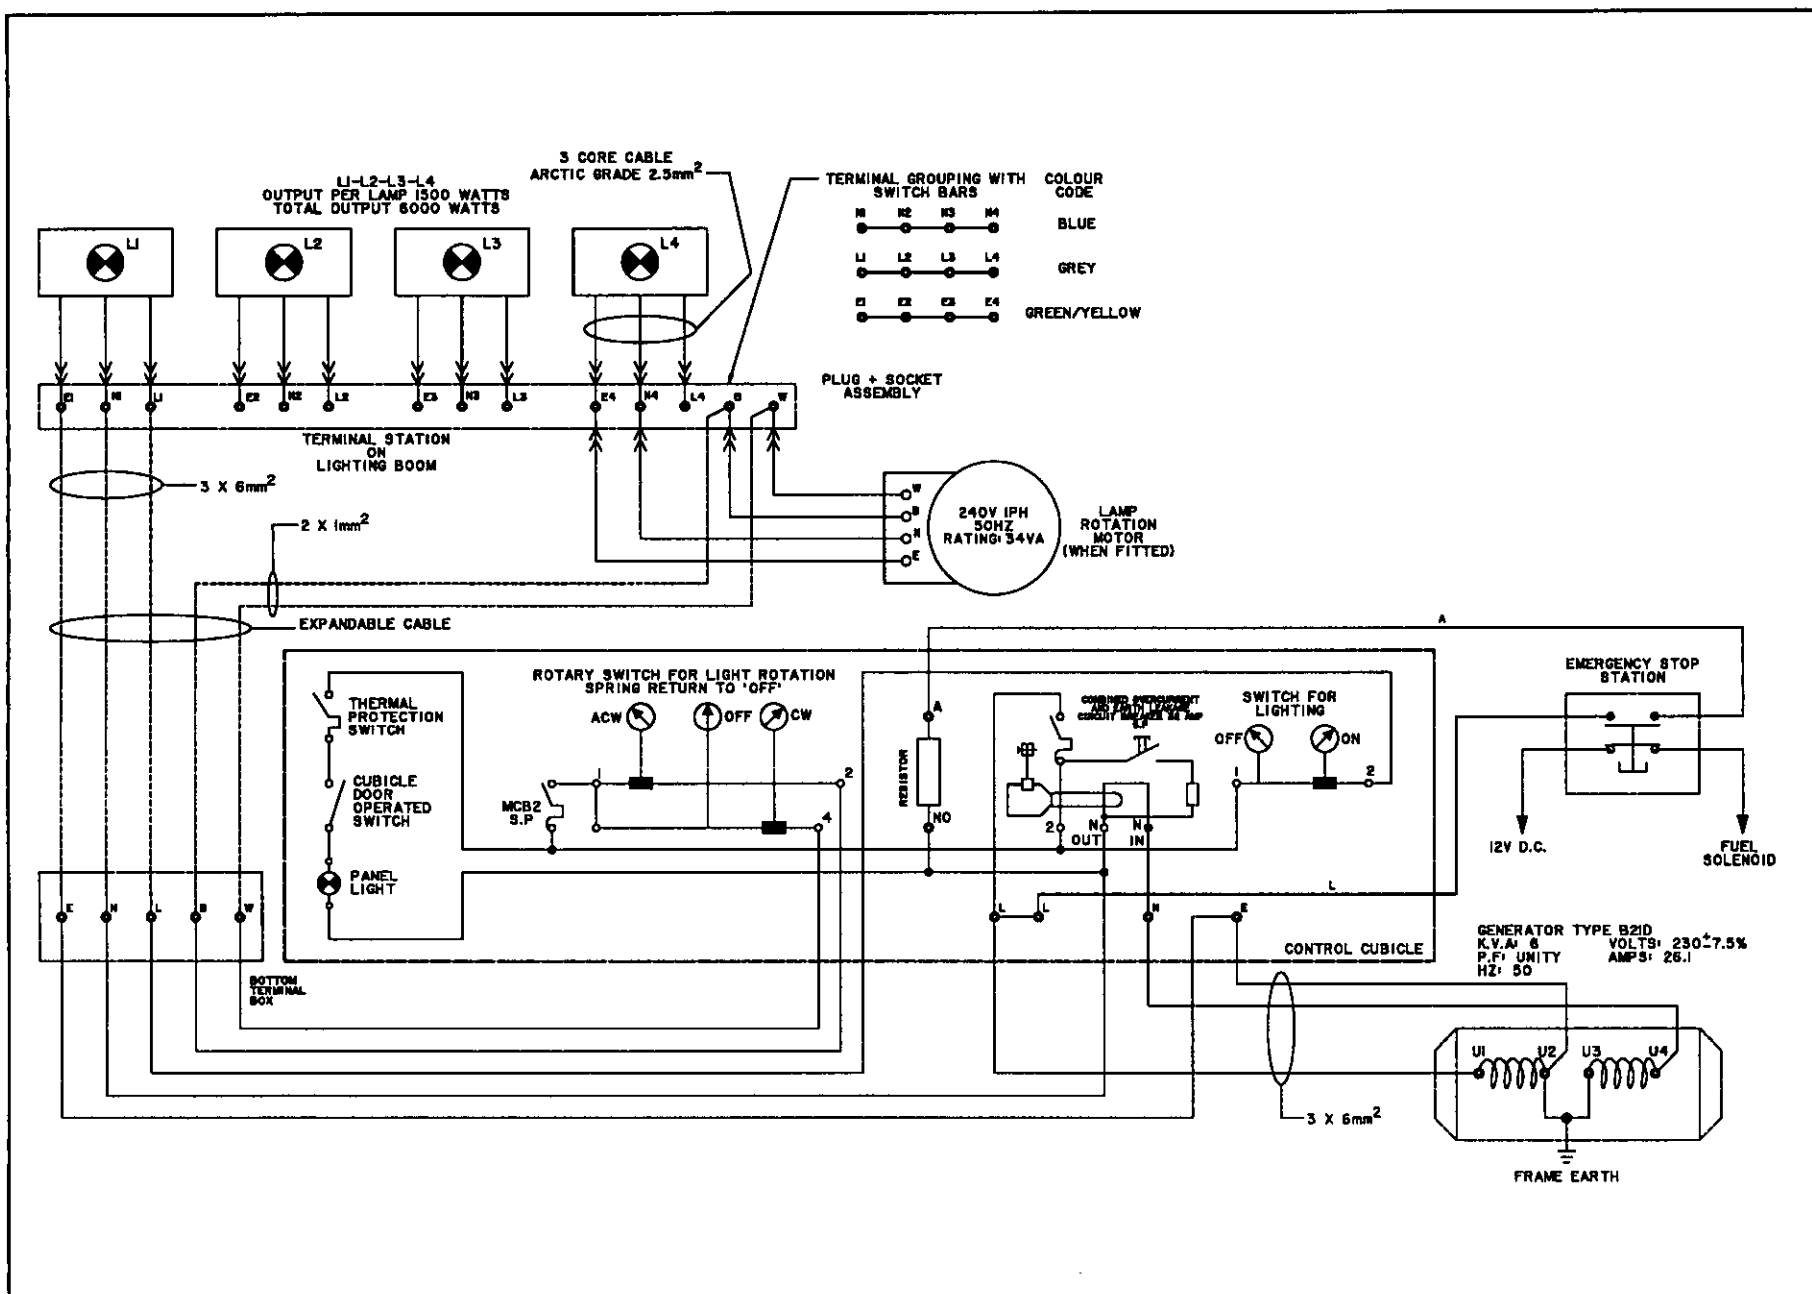 3 CORE CABLE
ARCTIC GRADE 2.5mm²
L1-L2-L3-L4
OUTPUT PER LAMP 1500 WATTS
TOTAL OUTPUT 6000 WATTS
TERMINAL GROUPING WITH
SWITCH BARS
COLOUR
CODE
N1 N2 N3 N4
BLUE
L1 L2 L3 L4
GREY
E1 E2 E3 E4
GREEN/YELLOW
L1
L2
L3
L4
PLUG + SOCKET
ASSEMBLY
E1 N1 L1 E2 N2 L2 E3 N3 L3 E4 N4 L4 B W
TERMINAL STATION
ON
LIGHTING BOOM
3 X 6mm²
2 X 1mm²
EXPANDABLE CABLE
W
B
N
E
240V 1PH
50HZ
RATING: 34VA
LAMP
ROTATION
MOTOR
(WHEN FITTED)
A
EMERGENCY STOP
STATION
12V D.C.
FUEL
SOLENOID
THERMAL
PROTECTION
SWITCH
CUBICLE
DOOR
OPERATED
SWITCH
PANEL
LIGHT
ROTARY SWITCH FOR LIGHT ROTATION
SPRING RETURN TO 'OFF'
ACW
OFF
CW
MCB2
S.P
1
2
4
A
RESISTOR
NO
COMBINED OVERCURRENT
AND EARTH LEAKAGE
CIRCUIT BREAKER
S.P
2
N
OUT
N
IN
SWITCH FOR
LIGHTING
OFF
ON
1
2
L
L
L
N
E
CONTROL CUBICLE
E N L B W
BOTTOM
TERMINAL
BOX
GENERATOR TYPE B21D
K.V.A: 6 VOLTS: 230±7.5%
P.F: UNITY AMPS: 26.1
HZ: 50
U1 U2 U3 U4
3 X 6mm²
FRAME EARTH